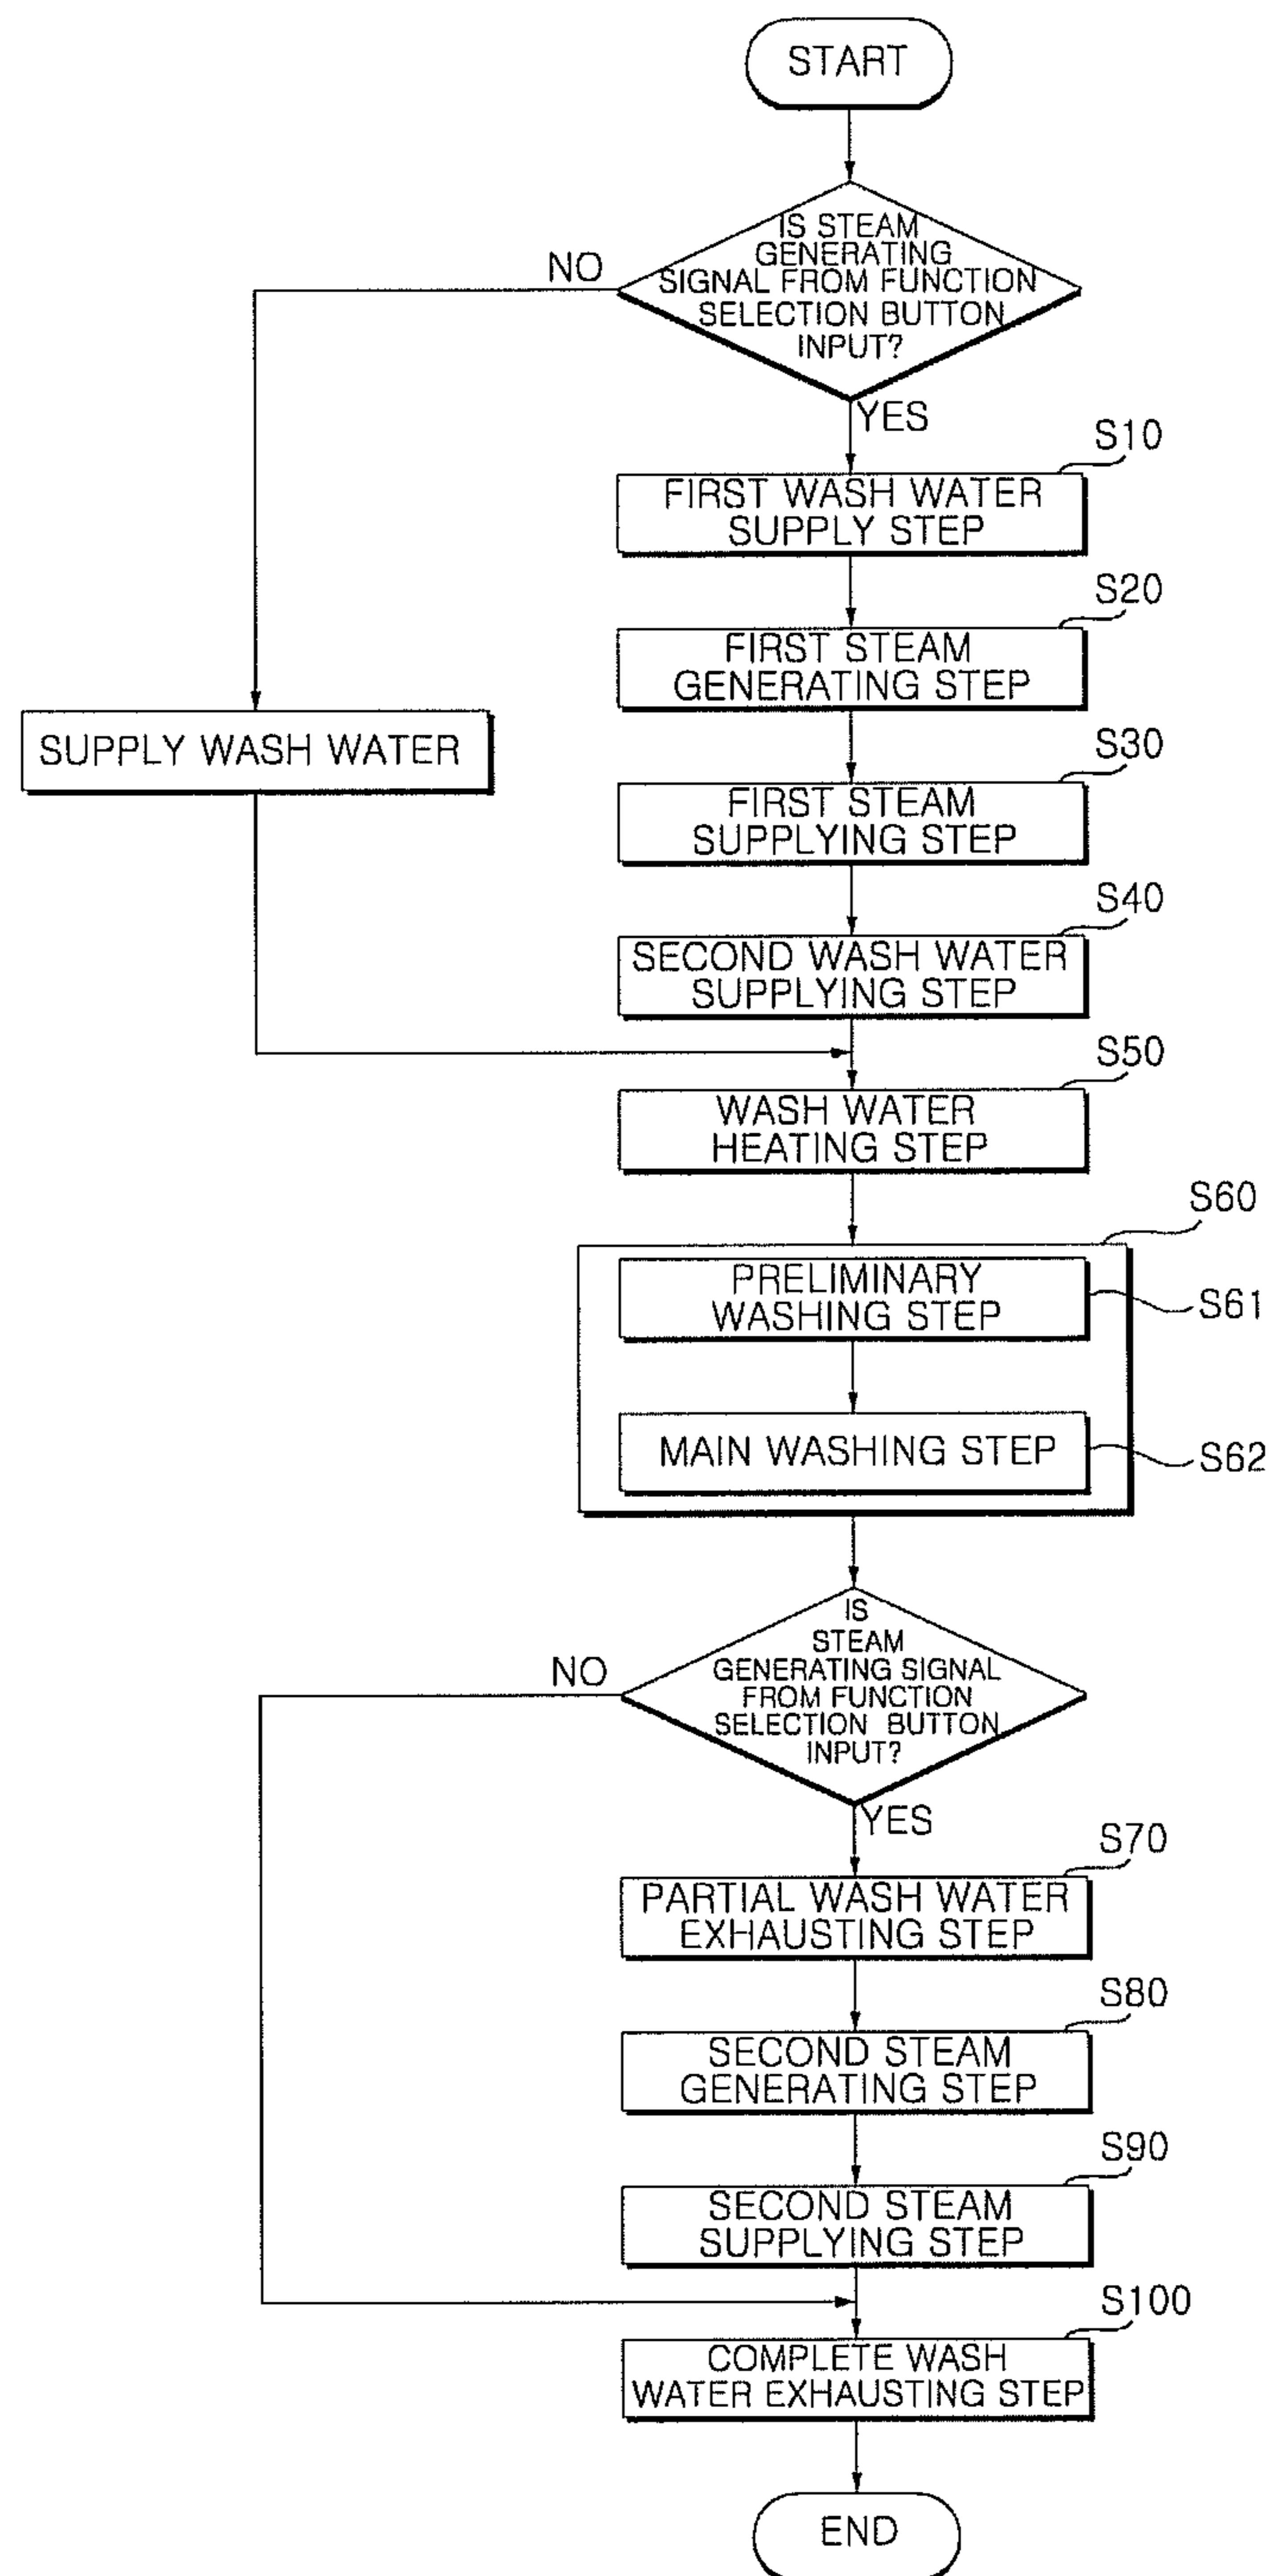 START
IS STEAM
GENERATING
SIGNAL FROM FUNCTION
SELECTION BUTTON
INPUT?
NO
YES
S10
FIRST WASH WATER
SUPPLY STEP
S20
FIRST STEAM
GENERATING STEP
SUPPLY WASH WATER
S30
FIRST STEAM
SUPPLYING STEP
S40
SECOND WASH WATER
SUPPLYING STEP
S50
WASH WATER
HEATING STEP
S60
PRELIMINARY
WASHING STEP
S61
MAIN WASHING STEP
S62
IS
STEAM
GENERATING SIGNAL
FROM FUNCTION
SELECTION BUTTON
INPUT?
NO
YES
S70
PARTIAL WASH WATER
EXHAUSTING STEP
S80
SECOND STEAM
GENERATING STEP
S90
SECOND STEAM
SUPPLYING STEP
S100
COMPLETE WASH
WATER EXHAUSTING STEP
END